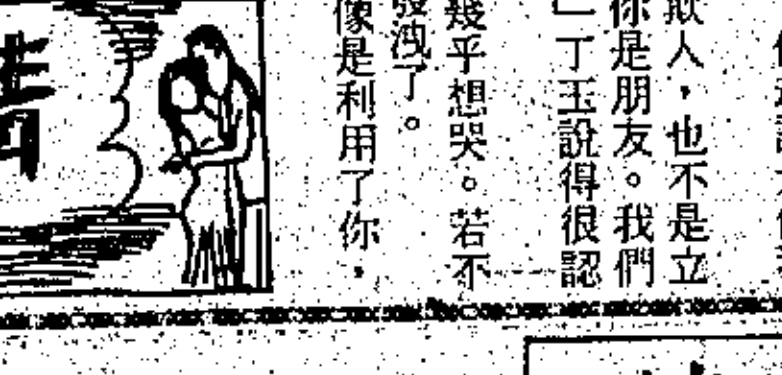 欺人，也不是立
你是朋友。我們
丁玉說得很認
幾乎想哭。若不
發洩了。
像是利用了你，